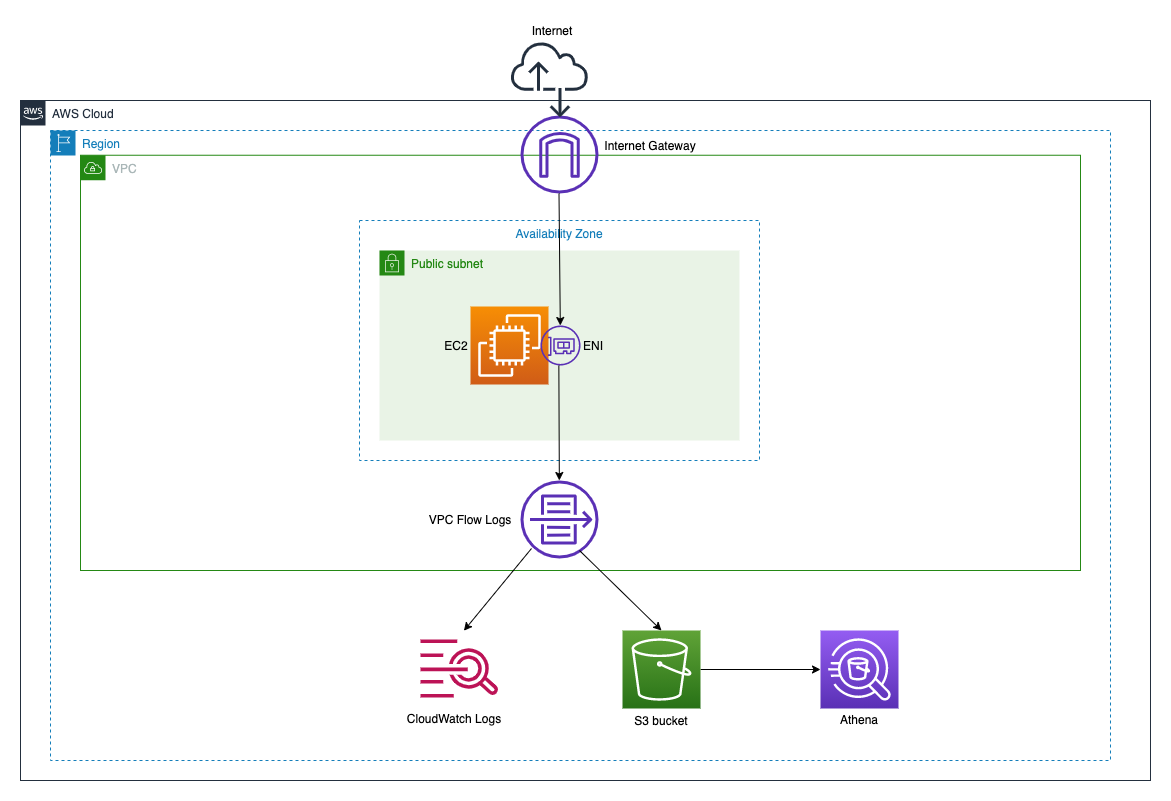 Internet
aws
AWS Cloud
Region
Internet Gateway
VPC
Availability Zone
Public subnet
EC2
ENI
VPC Flow Logs
CloudWatch Logs
S3 bucket
Athena